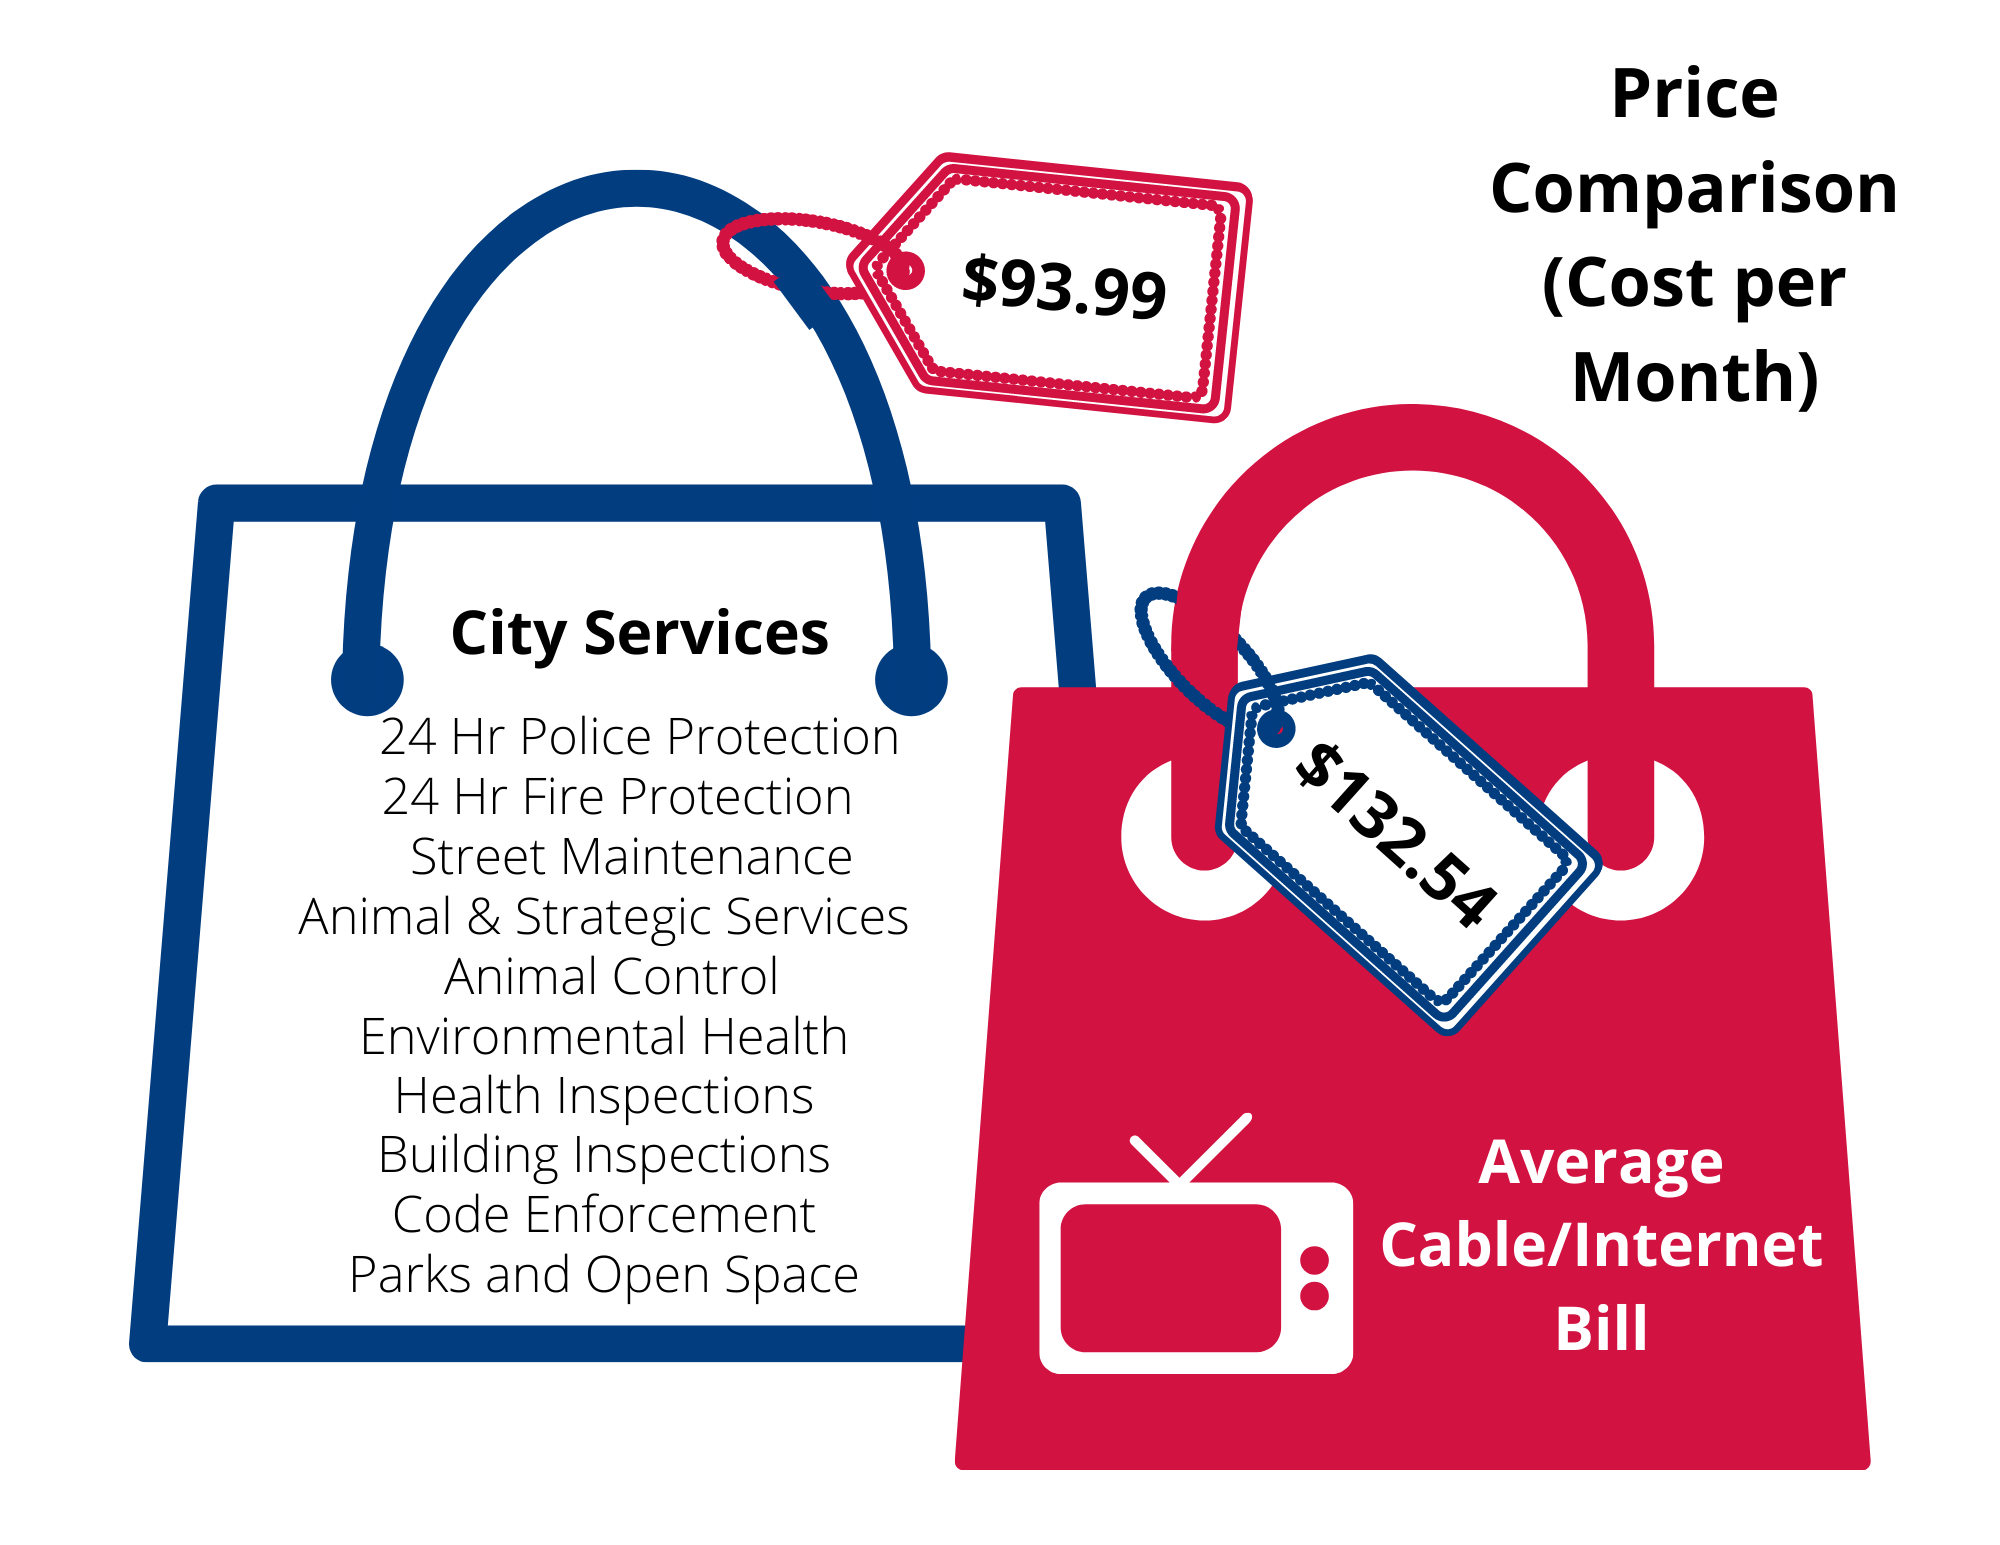 Price
Comparison
(Cost per
Month)
$93.99
City Services
24 Hr Police Protection
24 Hr Fire Protection
Street Maintenance
Animal & Strategic Services
Animal Control
Environmental Health
Health Inspections
Building Inspections
Code Enforcement
Parks and Open Space
$132.54
Average
Cable/Internet
Bill